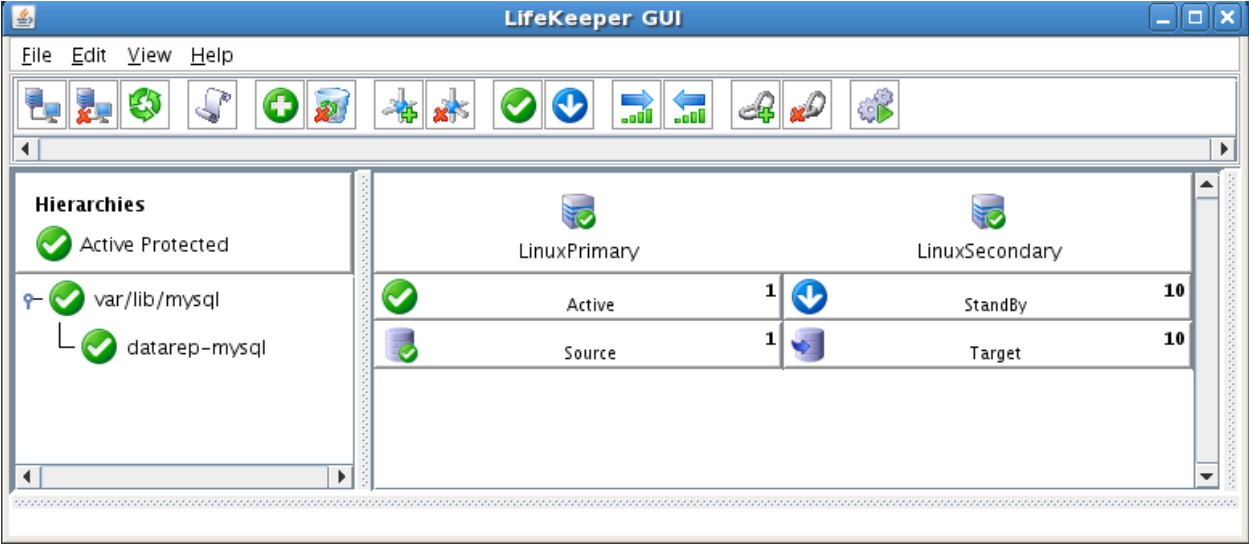 LifeKeeper GUI
File Edit View Help
Hierarchies
Active Protected
LinuxPrimary LinuxSecondary
var/lib/mysql Active 1 StandBy 10
datarep-mysql Source 1 Target 10